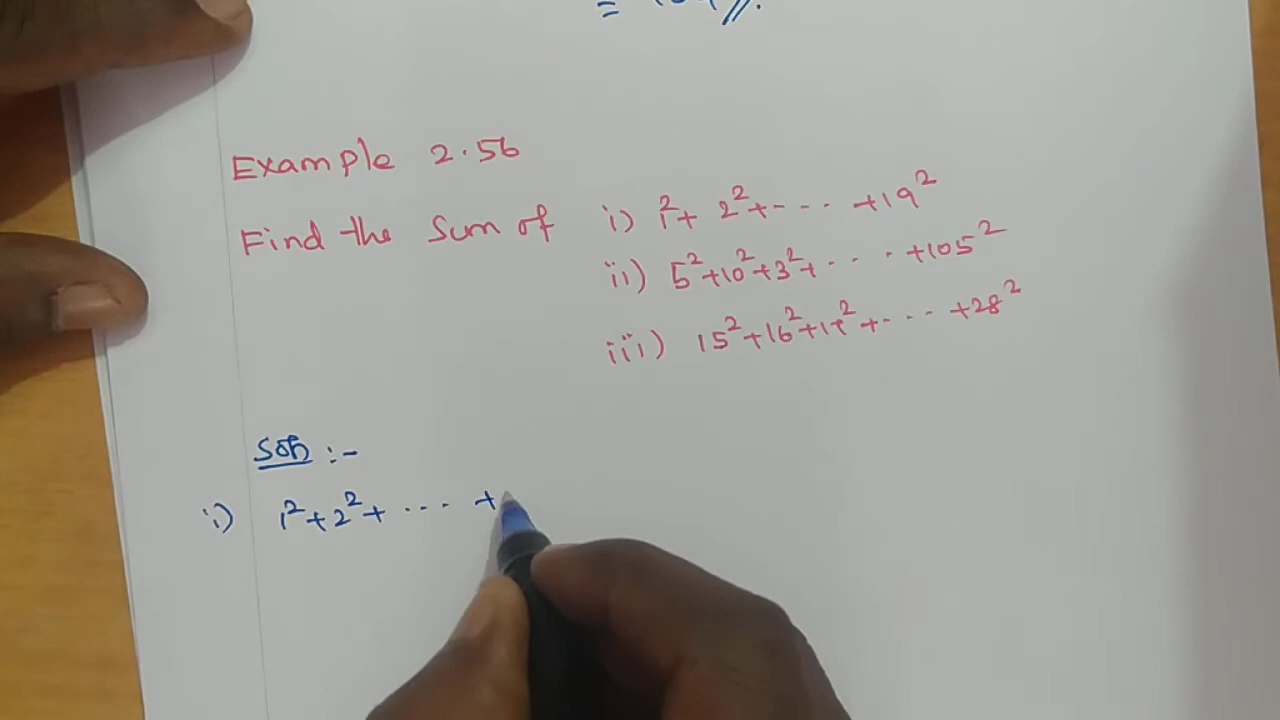 Example 2.56
Find the Sum of i) 1²+ 2²+--.. +19²
ii) 5²+10²+3²+.... +105²
iii) 15²+16²+17²+.... +28²
Soln :-
i) 1²+2²+ .... +